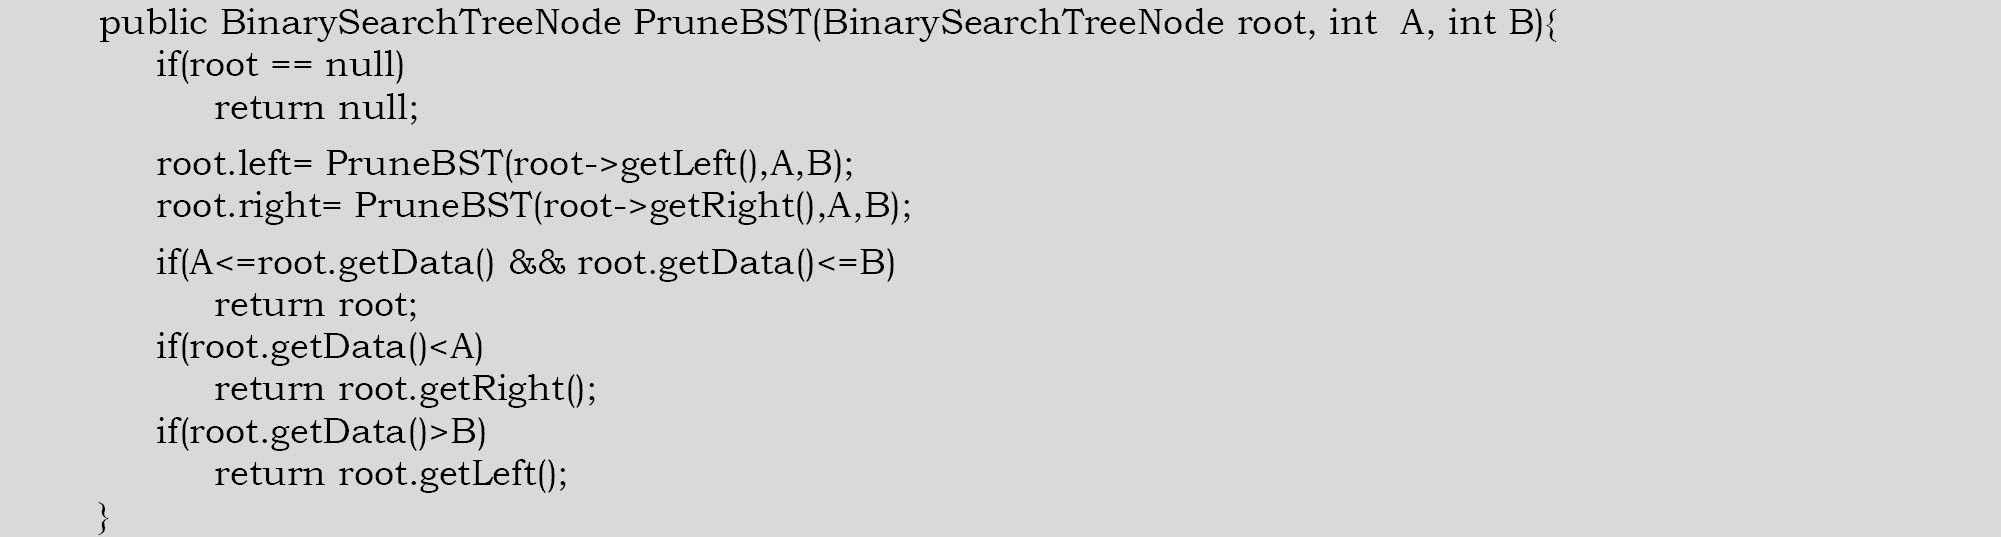 public BinarySearchTreeNode PruneBST(BinarySearchTreeNode root, int  A, int B){
if(root == null)
return null;
root.left= PruneBST(root->getLeft(),A,B);
root.right= PruneBST(root->getRight(),A,B);
if(A<=root.getData() && root.getData()<=B)
return root;
if(root.getData()<A)
return root.getRight();
if(root.getData()>B)
return root.getLeft();
}